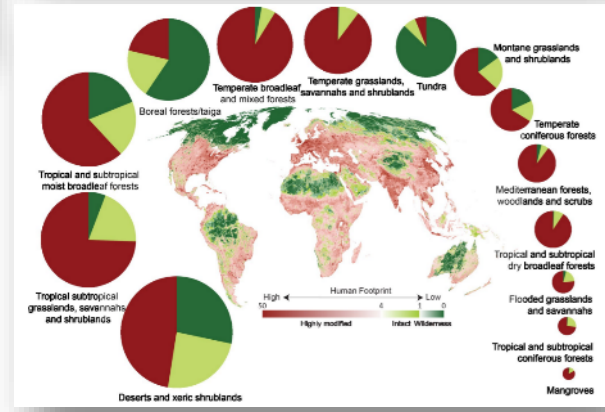 Boreal forests/taiga
Temperate broadleaf
and mixed forests
Temperate grasslands,
savannahs and shrublands
Tundra
Montane grasslands
and shrublands
Temperate
coniferous forests
Mediterranean forests,
woodlands and scrubs
Tropical and subtropical
dry broadleaf forests
Flooded grasslands
and savannahs
Tropical and subtropical
coniferous forests
Mangroves
Tropical and subtropical
moist broadleaf forests
Tropical subtropical
grasslands, savannahs
and shrublands
Deserts and xeric shrublands
Human Footprint
High Low
50 4 1 0
Highly modified Intact Wilderness